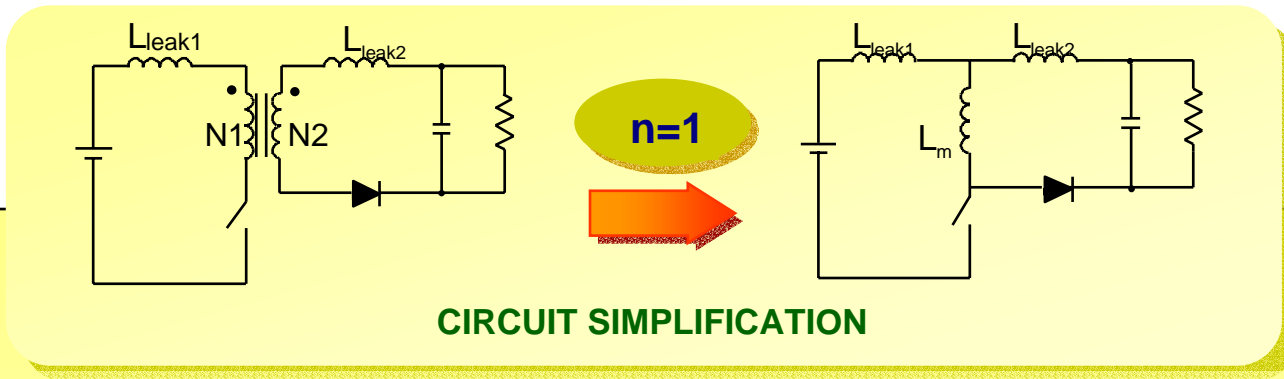 Lleak1
Lleak2
N1
N2
n=1
Lleak1
Lleak2
Lm
CIRCUIT SIMPLIFICATION